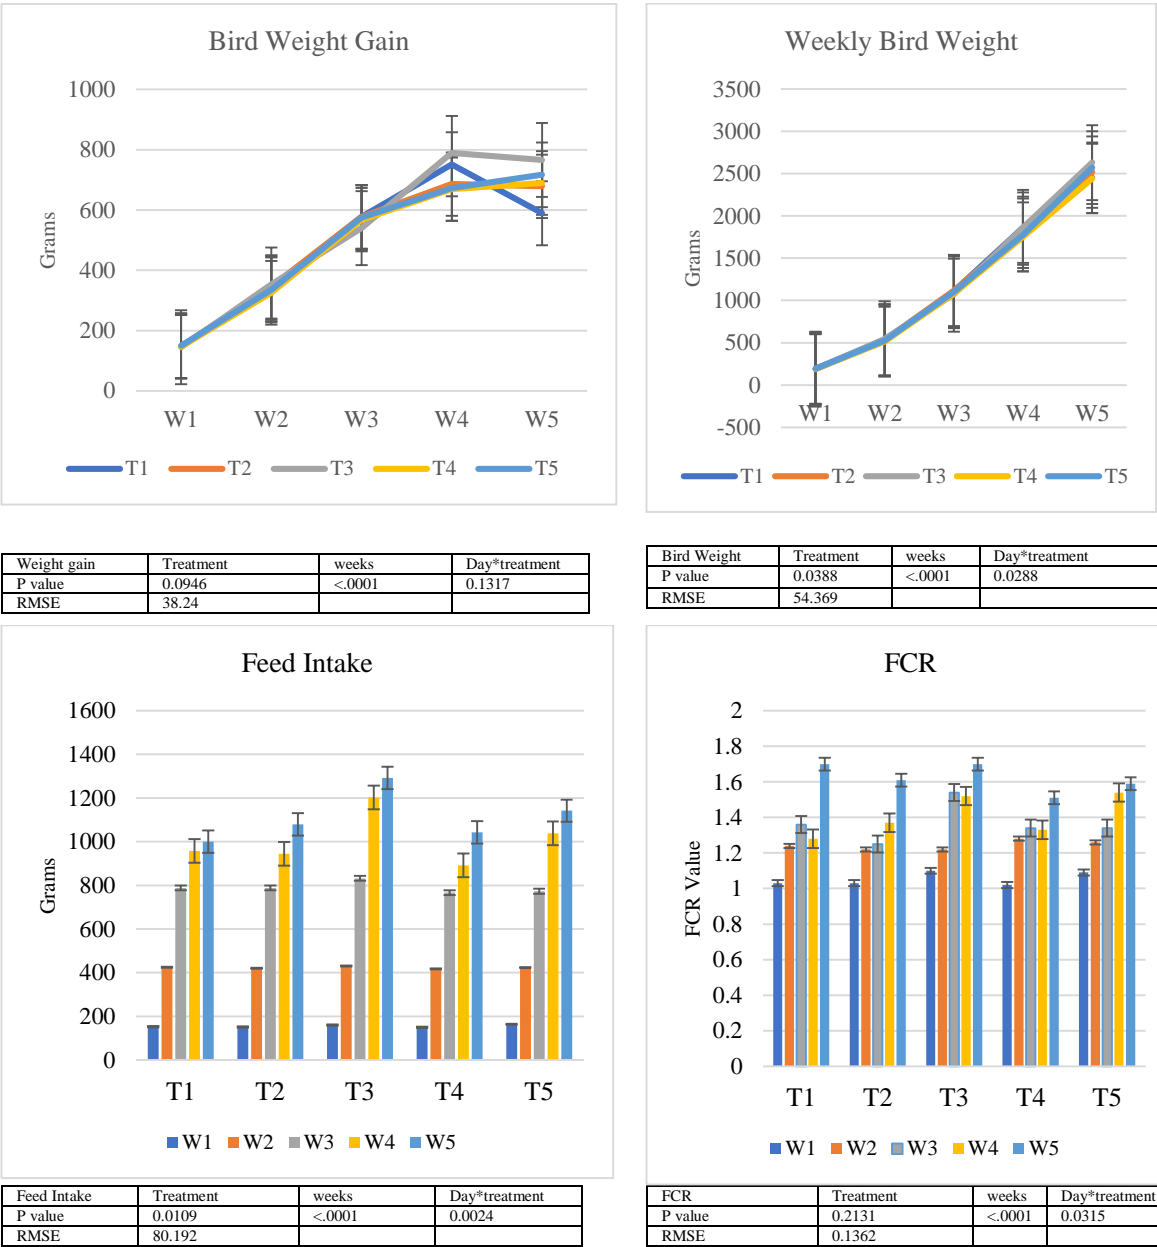 Bird Weight Gain
1000
800
600
400
200
0
Grams
W1 W2 W3 W4 W5
T1 T2 T3 T4 T5
Weekly Bird Weight
3500
3000
2500
2000
1500
1000
500
0
-500
Grams
W1 W2 W3 W4 W5
T1 T2 T3 T4 T5
Weight gain Treatment weeks Day*treatment
P value 0.0946 <.0001 0.1317
RMSE 38.24
Bird Weight Treatment weeks Day*treatment
P value 0.0388 <.0001 0.0288
RMSE 54.369
Feed Intake
1600
1400
1200
1000
800
600
400
200
0
Grams
T1 T2 T3 T4 T5
W1 W2 W3 W4 W5
FCR
2
1.8
1.6
1.4
1.2
1
0.8
0.6
0.4
0.2
0
FCR Value
T1 T2 T3 T4 T5
W1 W2 W3 W4 W5
Feed Intake Treatment weeks Day*treatment
P value 0.0109 <.0001 0.0024
RMSE 80.192
FCR Treatment weeks Day*treatment
P value 0.2131 <.0001 0.0315
RMSE 0.1362